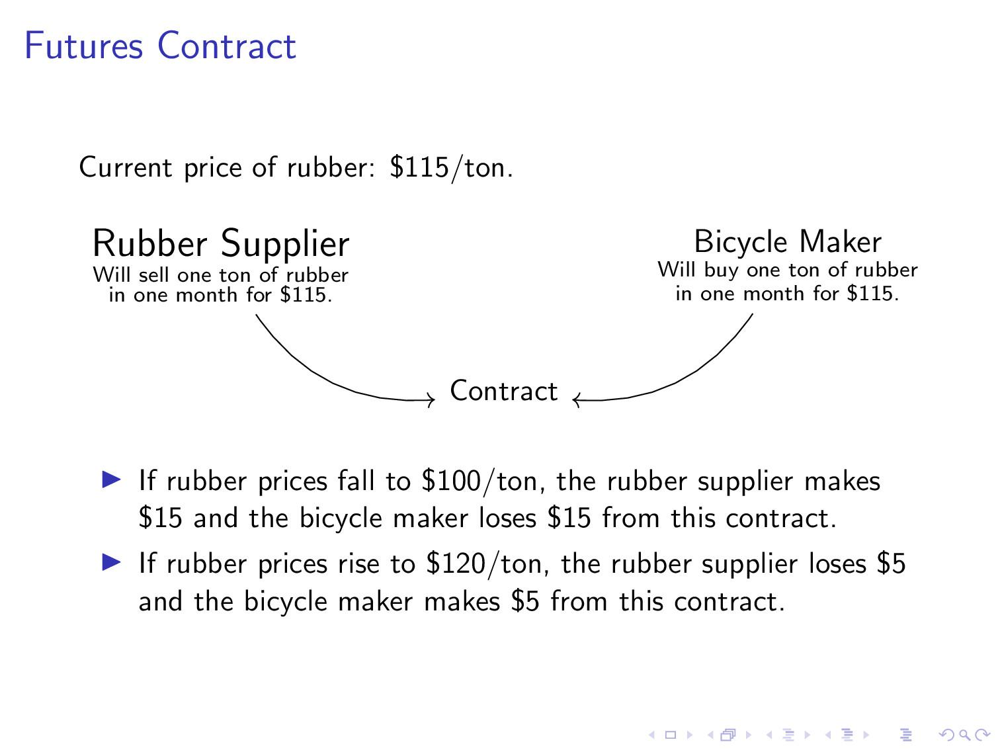 Futures Contract
Current price of rubber: $115/ton.
Rubber Supplier
Will sell one ton of rubber
in one month for $115.
Bicycle Maker
Will buy one ton of rubber
in one month for $115.
Contract
If rubber prices fall to $100/ton, the rubber supplier makes
$15 and the bicycle maker loses $15 from this contract.
If rubber prices rise to $120/ton, the rubber supplier loses $5
and the bicycle maker makes $5 from this contract.